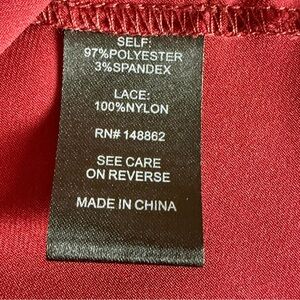 SELF:
97%POLYESTER
3%SPANDEX
LACE:
100%NYLON
RN# 148862
SEE CARE
ON REVERSE
MADE IN CHINA